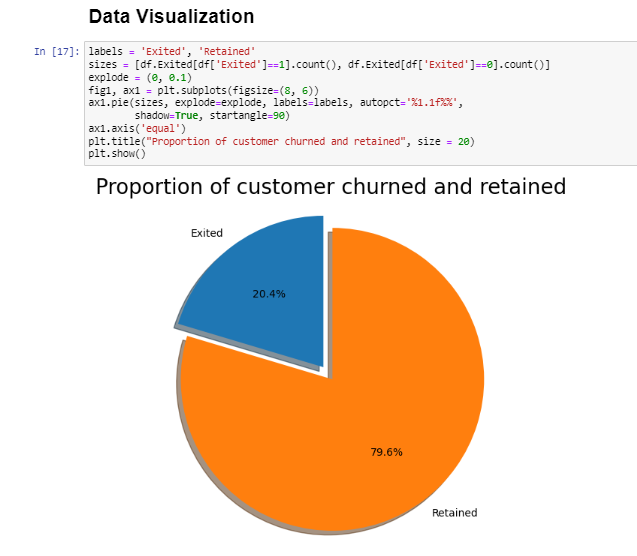 Data Visualization
In [17]: labels = 'Exited', 'Retained'
sizes = [df.Exited[df['Exited']==1].count(), df.Exited[df['Exited']==0].count()]
explode = (0, 0.1)
fig1, ax1 = plt.subplots(figsize=(8, 6))
ax1.pie(sizes, explode=explode, labels=labels, autopct='%1.1f%%',
shadow=True, startangle=90)
ax1.axis('equal')
plt.title("Proportion of customer churned and retained", size = 20)
plt.show()
Proportion of customer churned and retained
Exited
20.4%
79.6%
Retained